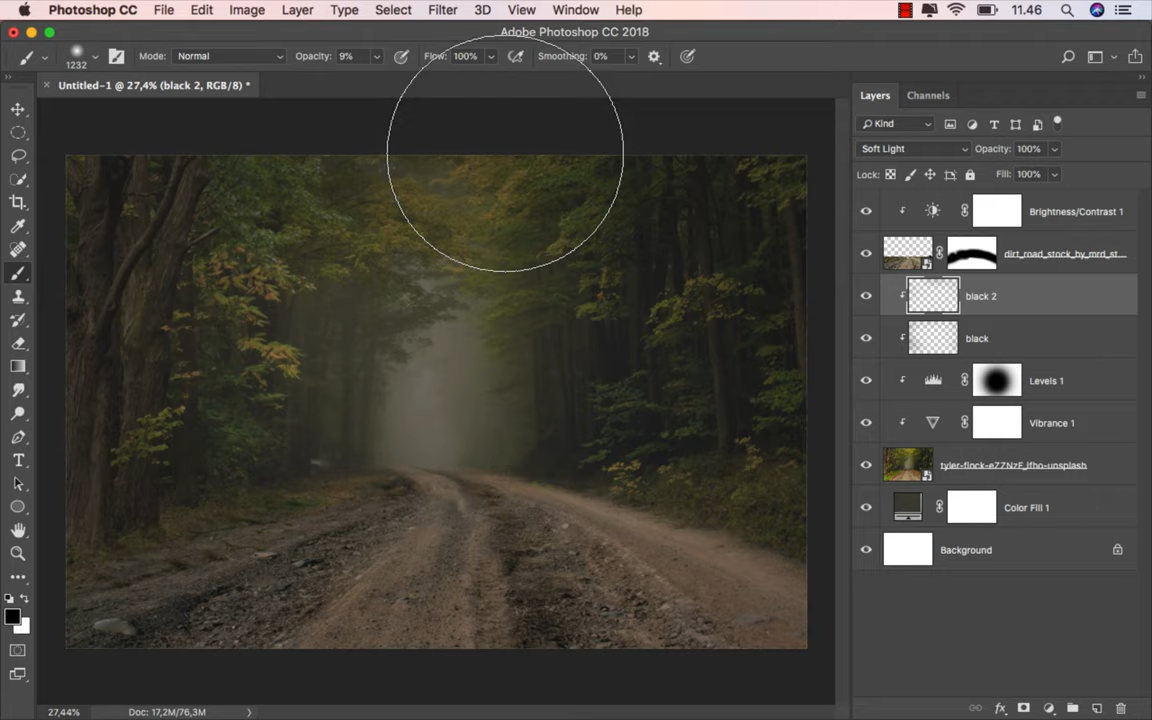 Photoshop CC File Edit Image Layer Type Select Filter 3D View Window Help 11.46
Adobe Photoshop CC 2018
1232 Mode: Normal Opacity: 9% Flow: 100% Smoothing: 0%
Untitled-1 @ 27,4% (black 2, RGB/8) *
Layers Channels
Kind
Soft Light Opacity: 100%
Lock: Fill: 100%
Brightness/Contrast 1
dirt_road_stock_by_mrd_st...
black 2
black
Levels 1
Vibrance 1
Color Fill 1
Background
27,44% Doc: 17,2M/76,3M